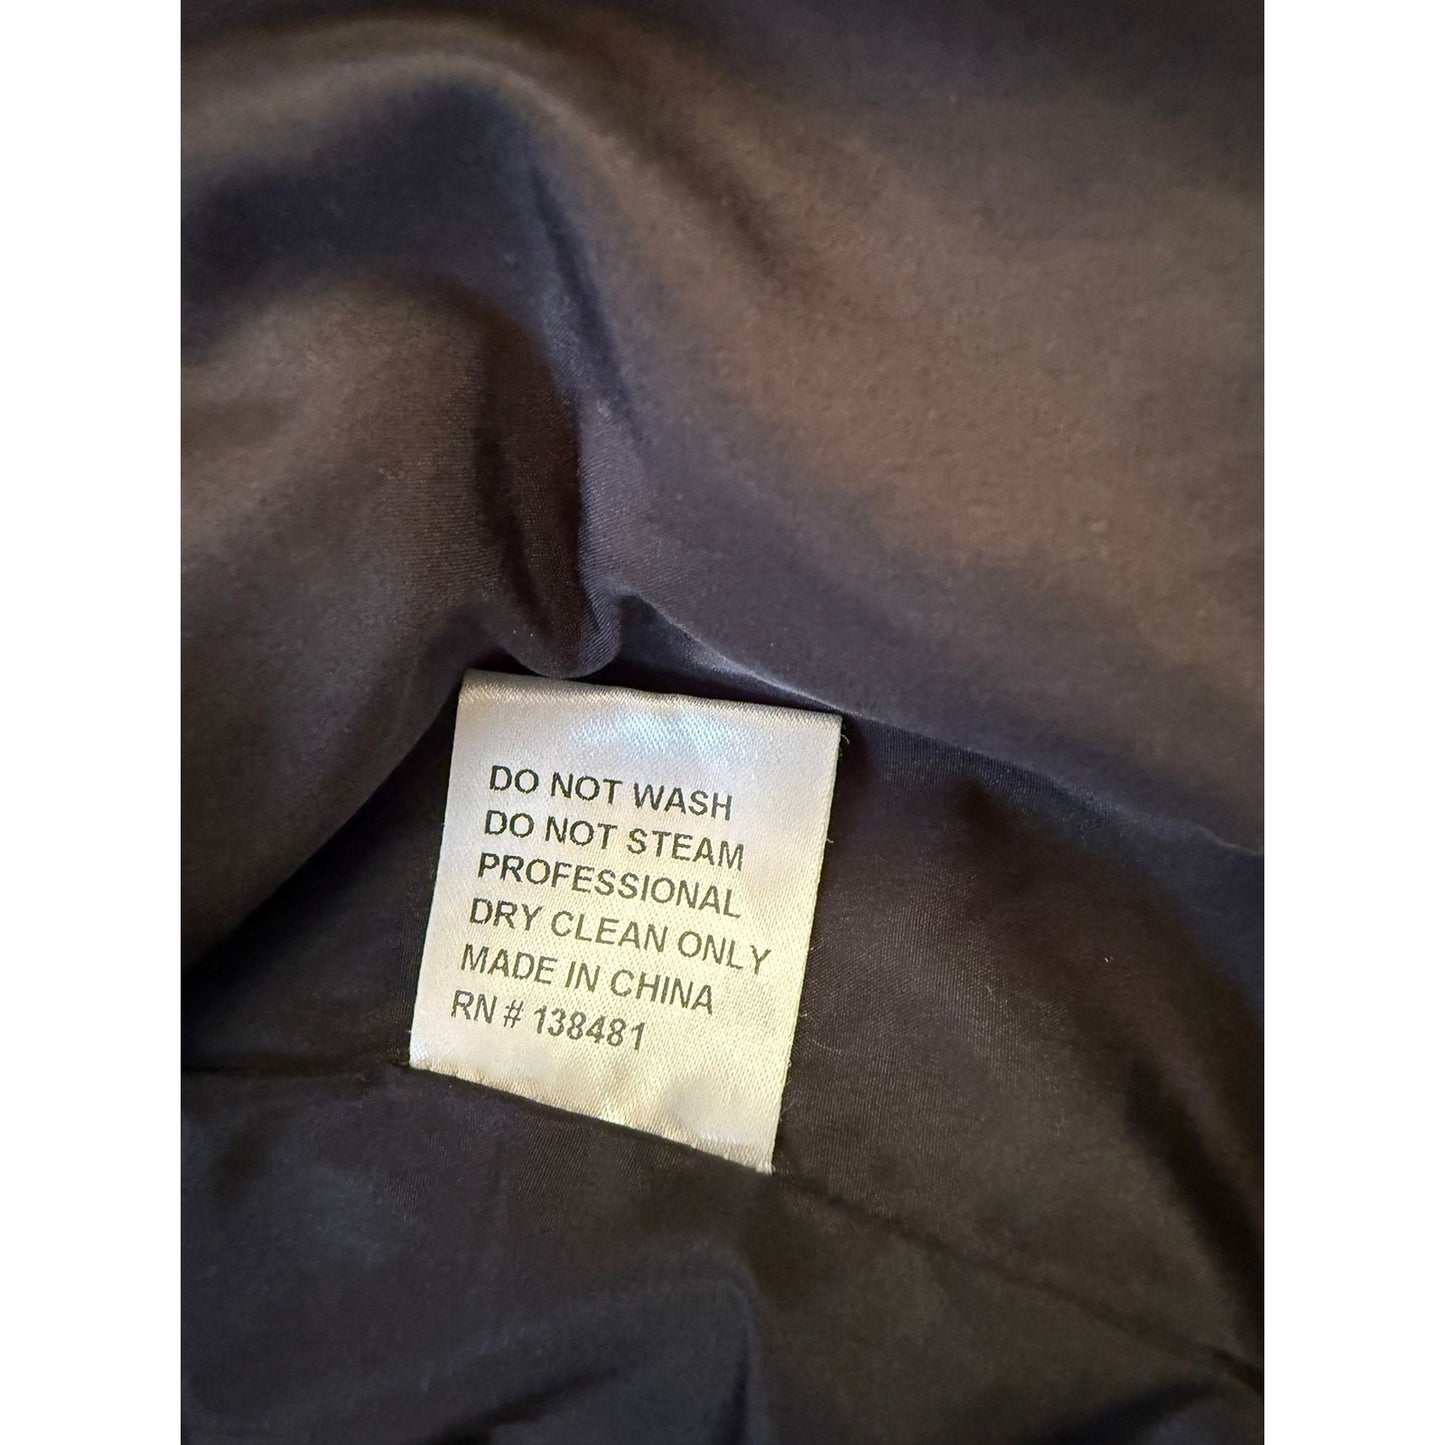 DO NOT WASH
DO NOT STEAM
PROFESSIONAL
DRY CLEAN ONLY
MADE IN CHINA
RN # 138481